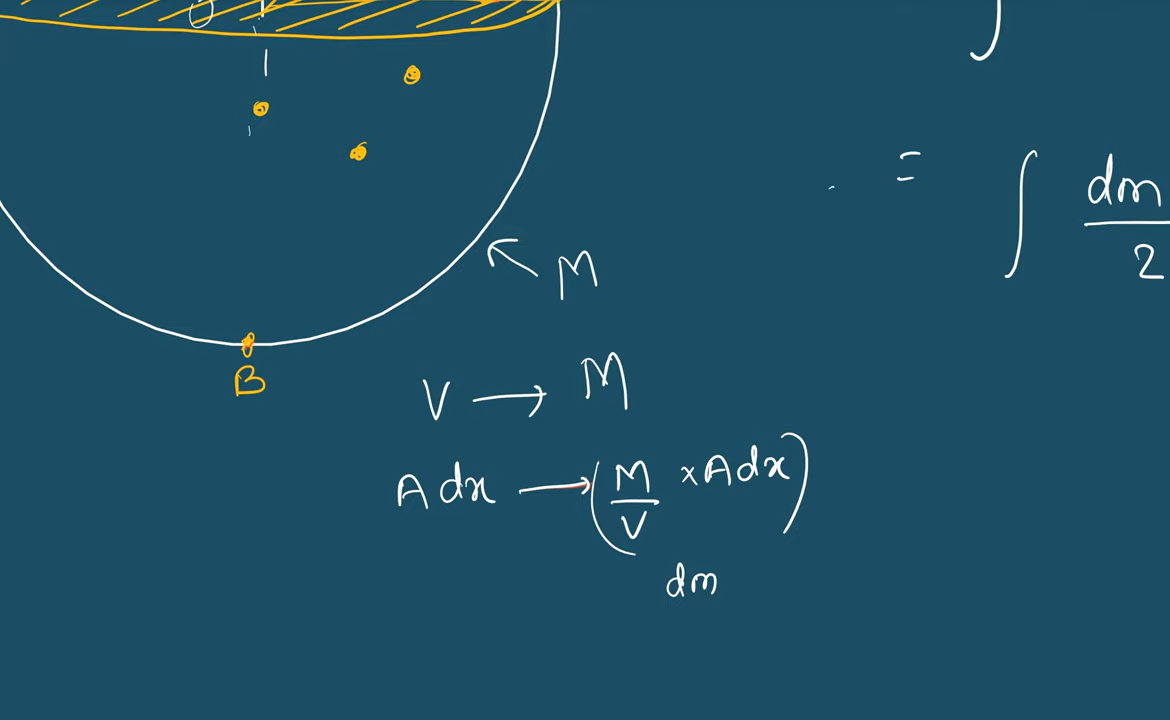 = ∫ dm/2
M
B
V → M
A dx → (M/V × A dx)
dm